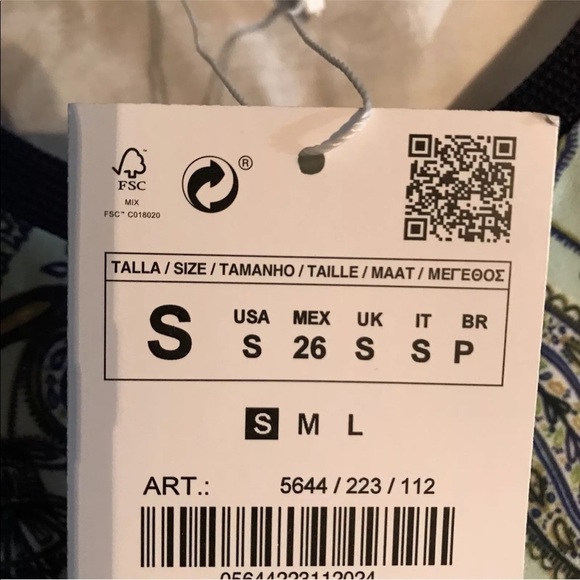 FSC
MIX
FSC™ C018020
®
TALLA / SIZE / TAMANHO / TAILLE / MAAT / ΜΕΓΕΘΟΣ
S
USA MEX UK IT BR
S 26 S S P
S M L
ART.: 5644 / 223 / 112
05644223112024